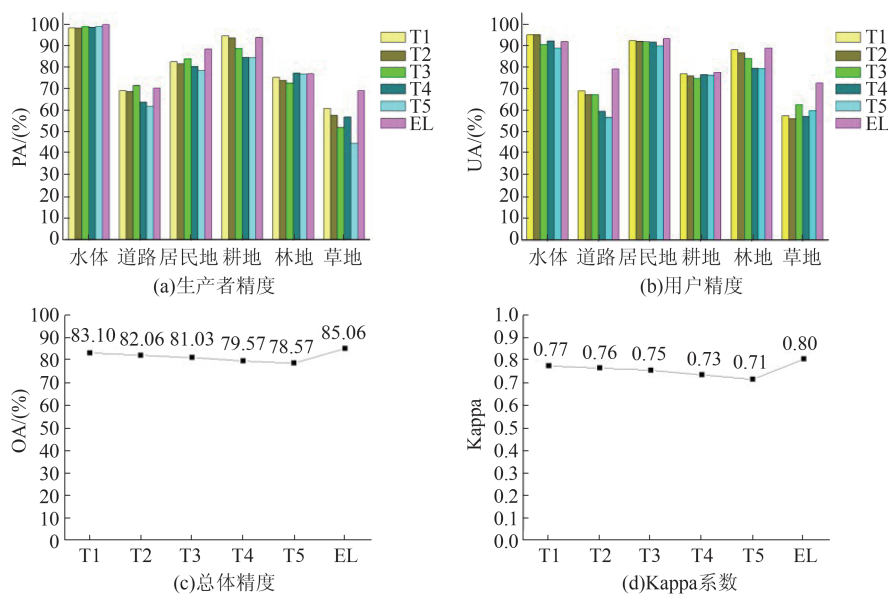 PA/(%)
100
90
80
70
60
50
40
30
20
10
0
T1
T2
T3
T4
T5
EL
水体 道路 居民地 耕地 林地 草地
(a)生产者精度
UA/(%)
100
90
80
70
60
50
40
30
20
10
0
T1
T2
T3
T4
T5
EL
水体 道路 居民地 耕地 林地 草地
(b)用户精度
OA/(%)
100
90
80
70
60
50
40
30
20
10
0
83.10 82.06 81.03 79.57 78.57 85.06
T1 T2 T3 T4 T5 EL
(c)总体精度
Kappa
1.0
0.9
0.8
0.7
0.6
0.5
0.4
0.3
0.2
0.1
0.0
0.77 0.76 0.75 0.73 0.71 0.80
T1 T2 T3 T4 T5 EL
(d)Kappa系数